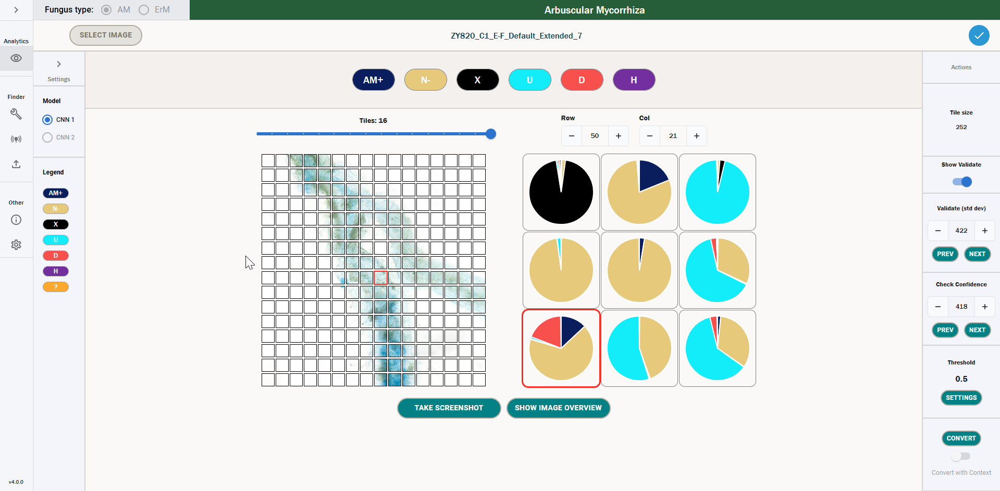 Fungus type: AM ErM
Arbuscular Mycorrhiza
SELECT IMAGE
ZY820_C1_E-F_Default_Extended_7
Analytics
Finder
Other
v4.0.0
Settings
Model
CNN 1
CNN 2
Legend
AM+
N-
X
U
D
H
?
AM+ N- X U D H
Tiles: 16
Row
− 50 +
Col
− 21 +
TAKE SCREENSHOT
SHOW IMAGE OVERVIEW
Actions
Tile size
252
Show Validate
Validate (std dev)
− 422 +
PREV NEXT
Check Confidence
− 418 +
PREV NEXT
Threshold
0.5
SETTINGS
CONVERT
Convert with Context